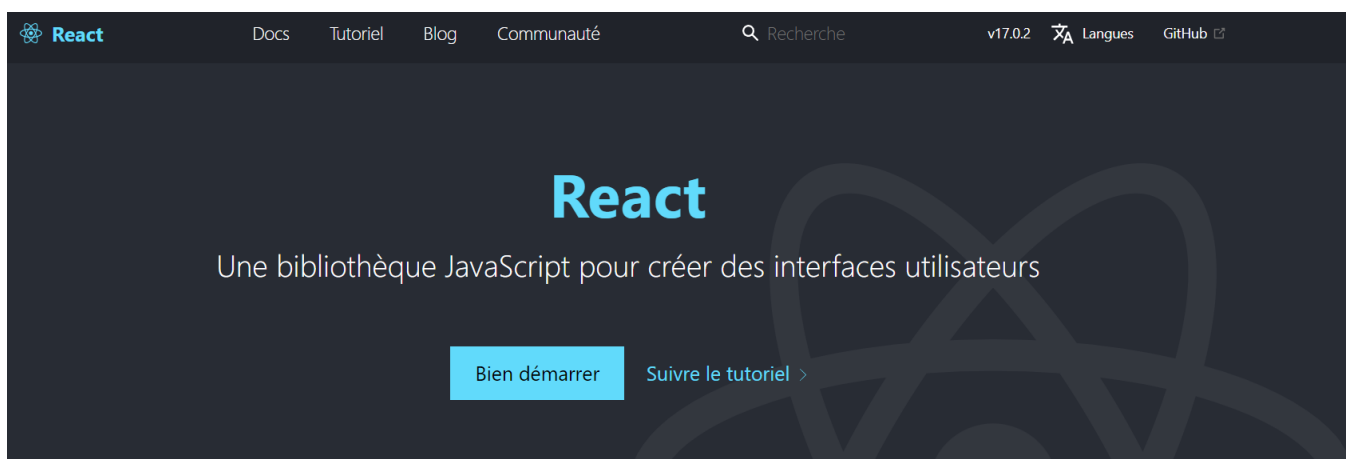 React Docs Tutoriel Blog Communauté Recherche v17.0.2 Langues GitHub
React
Une bibliothèque JavaScript pour créer des interfaces utilisateurs
Bien démarrer Suivre le tutoriel